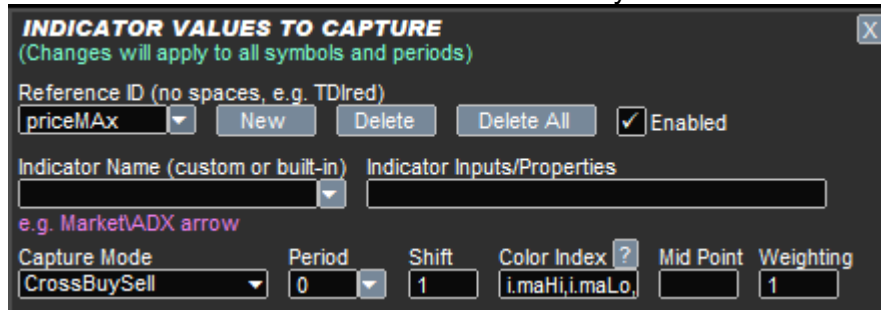 INDICATOR VALUES TO CAPTURE X
(Changes will apply to all symbols and periods)
Reference ID (no spaces, e.g. TDIred)
priceMAx New Delete Delete All ✓ Enabled
Indicator Name (custom or built-in) Indicator Inputs/Properties
e.g. Market\ADX arrow
Capture Mode Period Shift Color Index ? Mid Point Weighting
CrossBuySell 0 1 i.maHi,i.maLo, 1